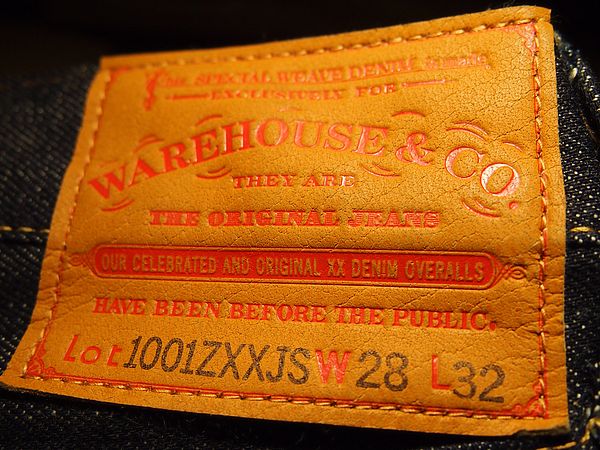 This SPECIAL WEAVE DENIM
EXCLUSIVELY FOR
WAREHOUSE & CO.
THEY ARE
THE ORIGINAL JEANS
OUR CELEBRATED AND ORIGINAL XX DENIM OVERALLS
HAVE BEEN BEFORE THE PUBLIC.
Lot 1001ZXXJS W 28 L 32